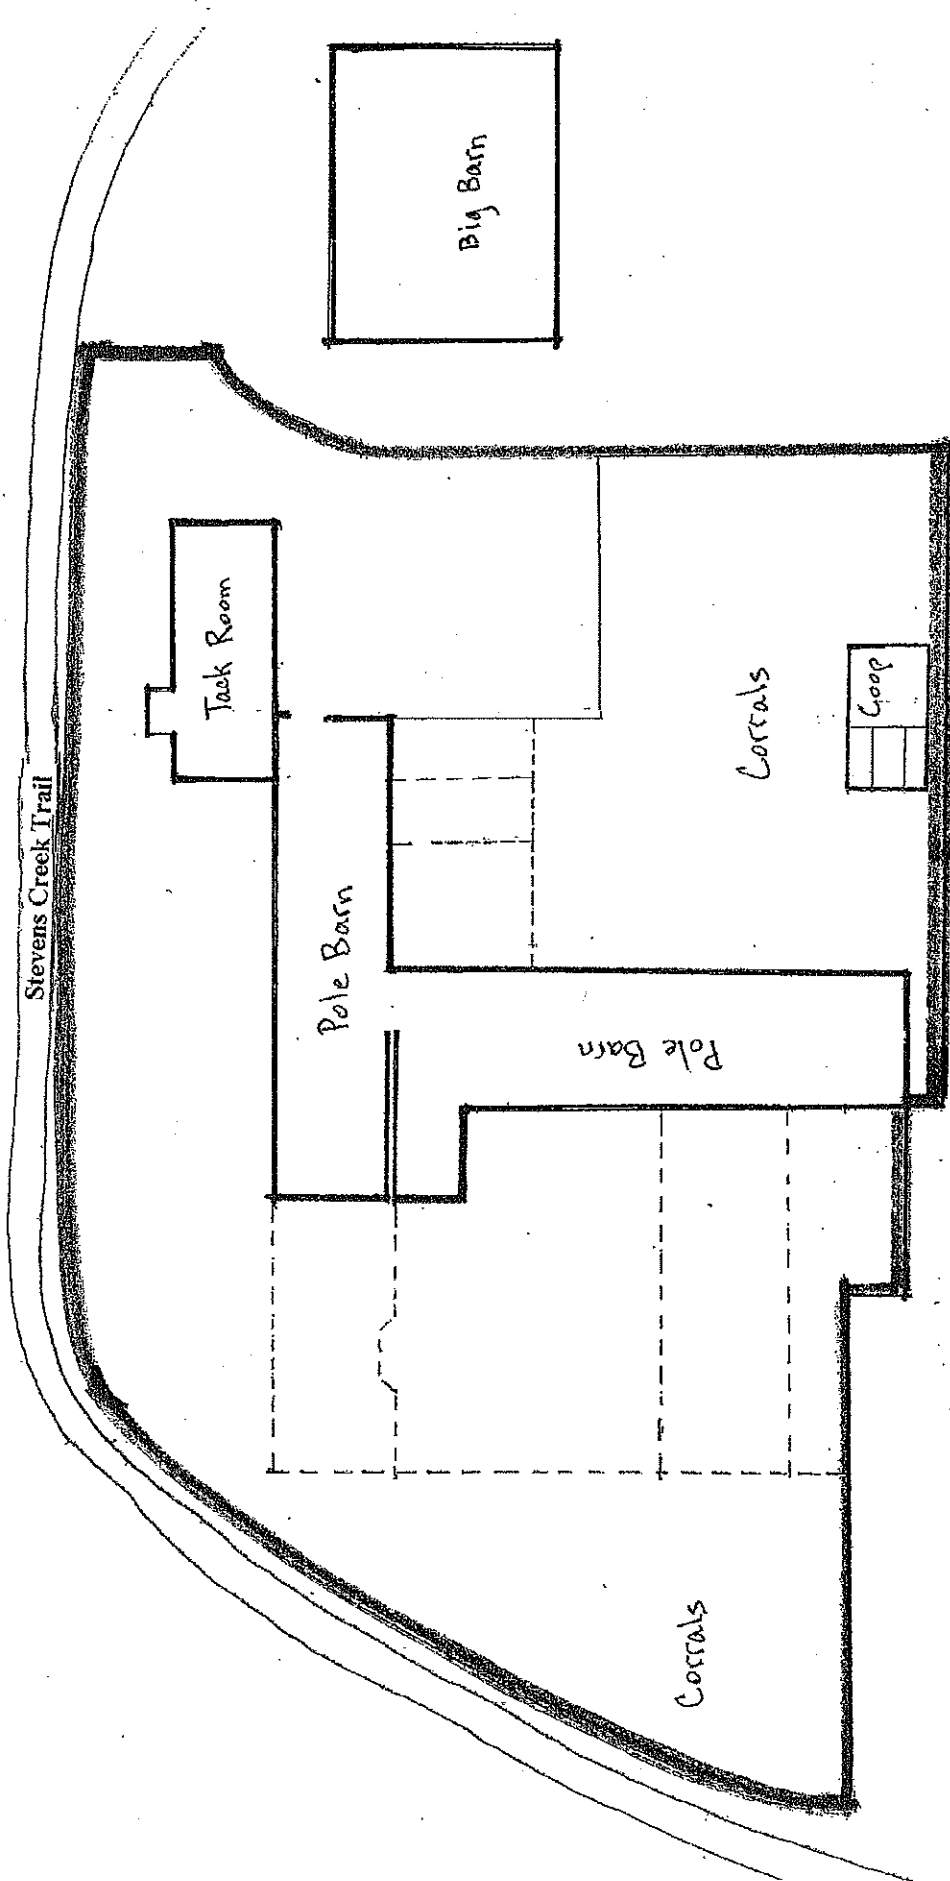 Stevens Creek Trail
Big Barn
Tack Room
Pole Barn
Pole Barn
Corrals
Coop
Corrals